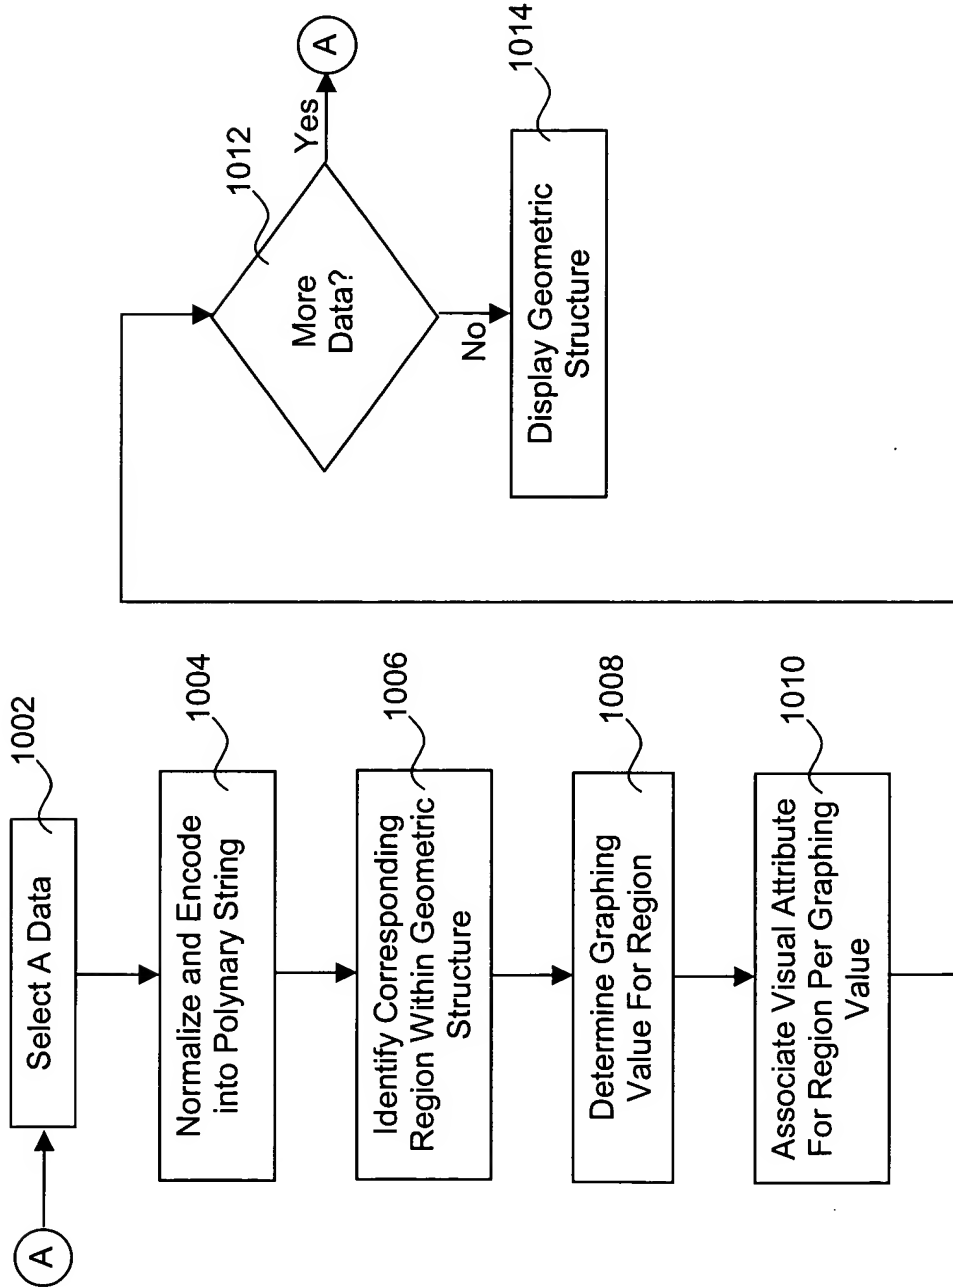 A
Select A Data
1002
Normalize and Encode
into Polynary String
1004
Identify Corresponding
Region Within Geometric
Structure
1006
Determine Graphing
Value For Region
1008
Associate Visual Attribute
For Region Per Graphing
Value
1010
More
Data?
1012
Yes
A
No
Display Geometric
Structure
1014